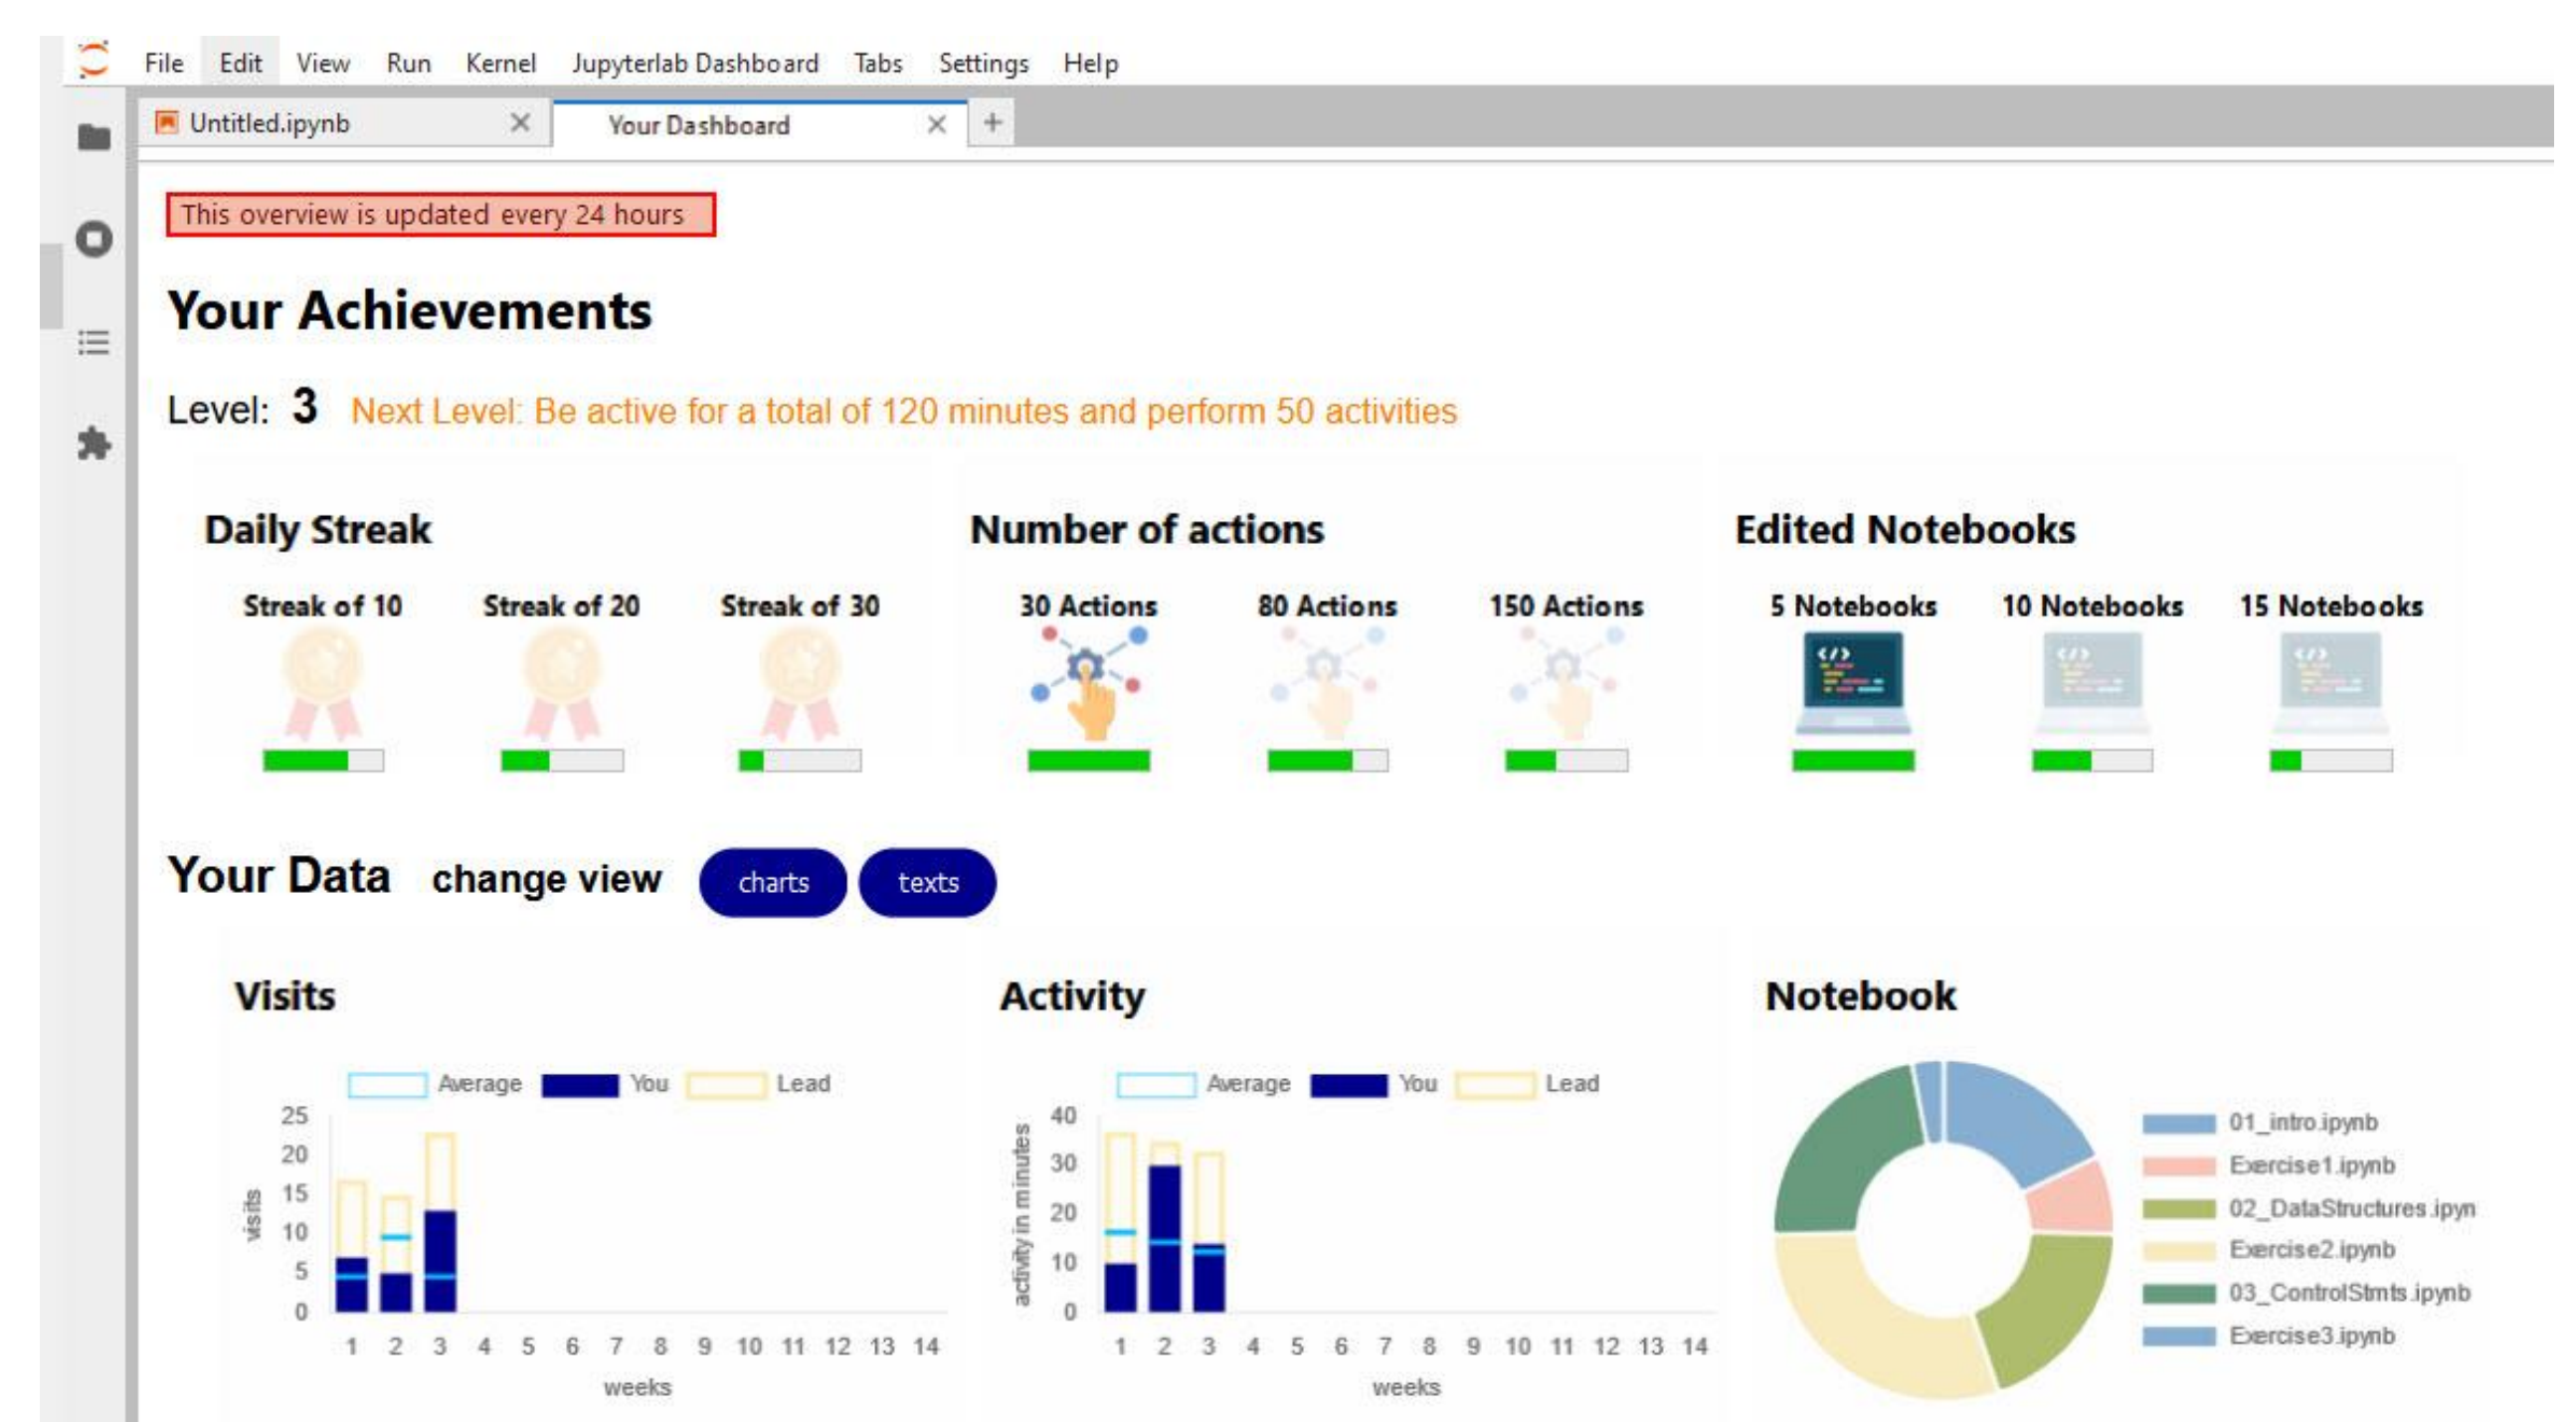 File Edit View Run Kernel Jupyterlab Dashboard Tabs Settings Help
Untitled.ipynb Your Dashboard
This overview is updated every 24 hours
Your Achievements
Level: 3 Next Level: Be active for a total of 120 minutes and perform 50 activities
Daily Streak Number of actions Edited Notebooks
Streak of 10 Streak of 20 Streak of 30 30 Actions 80 Actions 150 Actions 5 Notebooks 10 Notebooks 15 Notebooks
Your Data change view charts texts
Visits
Average You Lead
25
20
15
10
5
0
visits
1 2 3 4 5 6 7 8 9 10 11 12 13 14
weeks
Activity
Average You Lead
40
30
20
10
0
activity in minutes
1 2 3 4 5 6 7 8 9 10 11 12 13 14
weeks
Notebook
01_intro.ipynb
Exercise1.ipynb
02_DataStructures.ipyn
Exercise2.ipynb
03_ControlStmts.ipynb
Exercise3.ipynb